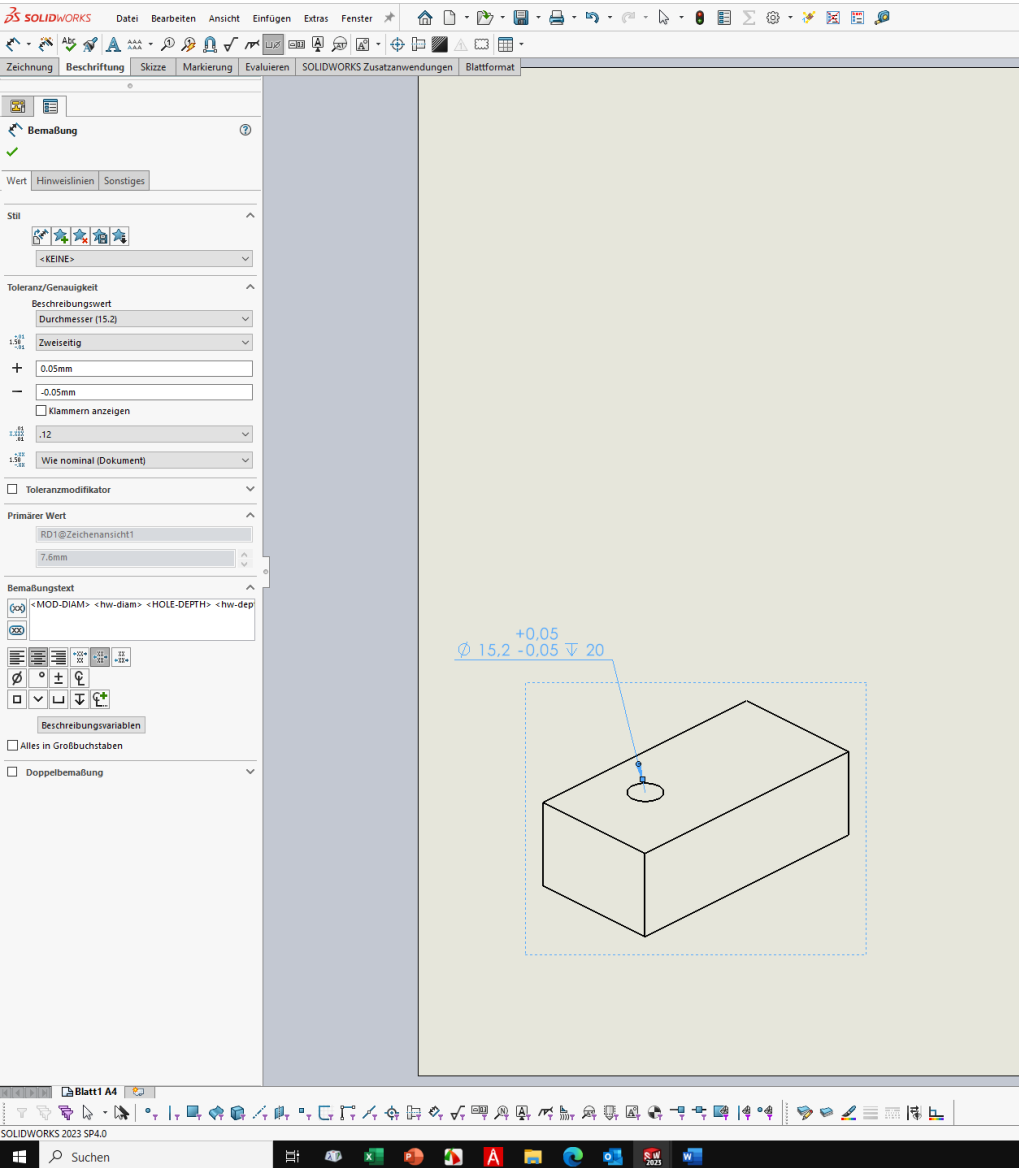 SOLIDWORKS Datei Bearbeiten Ansicht Einfügen Extras Fenster
Zeichnung Beschriftung Skizze Markierung Evaluieren SOLIDWORKS Zusatzanwendungen Blattformat
Bemaßung
Wert Hinweislinien Sonstiges
Stil
<KEINE>
Toleranz/Genauigkeit
Beschreibungswert
Durchmesser (15.2)
Zweiseitig
+ 0.05mm
− -0.05mm
Klammern anzeigen
.12
Wie nominal (Dokument)
Toleranzmodifikator
Primärer Wert
RD1@Zeichenansicht1
7.6mm
Bemaßungstext
<MOD-DIAM> <hw-diam> <HOLE-DEPTH> <hw-dep
Beschreibungsvariablen
Alles in Großbuchstaben
Doppelbemaßung
+0,05
∅ 15,2 -0,05 ↧ 20
Blatt1 A4
SOLIDWORKS 2023 SP4.0
Suchen